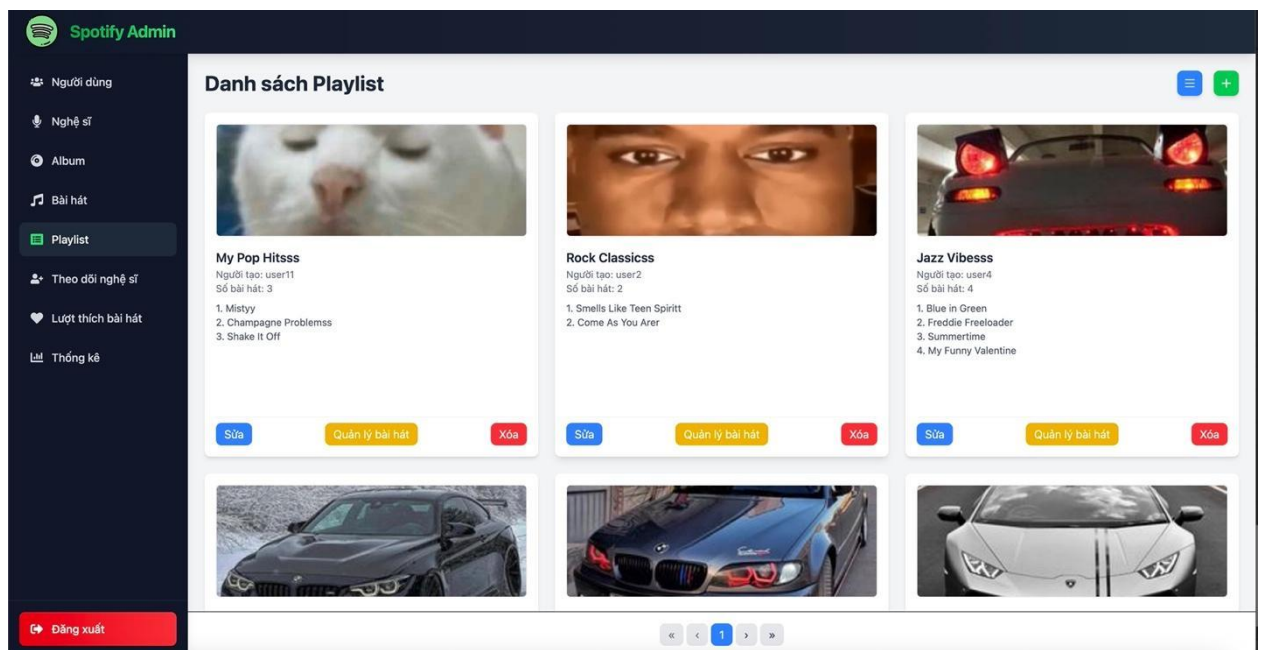 Spotify Admin
Người dùng
Nghệ sĩ
Album
Bài hát
Playlist
Theo dõi nghệ sĩ
Lượt thích bài hát
Thống kê
Đăng xuất
Danh sách Playlist
My Pop Hitsss
Người tạo: user11
Số bài hát: 3
1. Mistyy
2. Champagne Problemss
3. Shake It Off
Sửa Quản lý bài hát Xóa
Rock Classicss
Người tạo: user2
Số bài hát: 2
1. Smells Like Teen Spiritt
2. Come As You Arer
Sửa Quản lý bài hát Xóa
Jazz Vibesss
Người tạo: user4
Số bài hát: 4
1. Blue in Green
2. Freddie Freeloader
3. Summertime
4. My Funny Valentine
Sửa Quản lý bài hát Xóa
« ‹ 1 › »